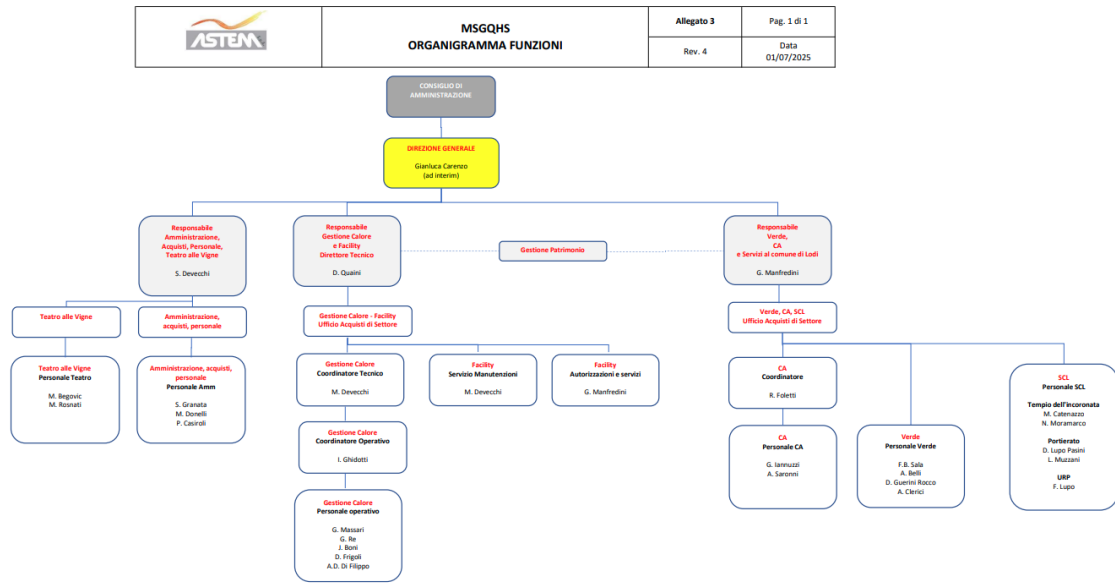 ASTEM
MSGQHS
ORGANIGRAMMA FUNZIONI
Allegato 3
Pag. 1 di 1
Rev. 4
Data
01/07/2025
CONSIGLIO DI
AMMINISTRAZIONE
DIREZIONE GENERALE
Gianluca Carenzo
(ad interim)
Responsabile
Amministrazione,
Acquisti, Personale,
Teatro alle Vigne
S. Devecchi
Responsabile
Gestione Calore
e Facility
Direttore Tecnico
D. Quaini
Gestione Patrimonio
Responsabile
Verde,
CA
e Servizi al comune di Lodi
G. Manfredini
Teatro alle Vigne
Amministrazione,
acquisti, personale
Gestione Calore - Facility
Ufficio Acquisti di Settore
Verde, CA, SCL
Ufficio Acquisti di Settore
Teatro alle Vigne
Personale Teatro
M. Begovic
M. Rosnati
Amministrazione, acquisti,
personale
Personale Amm
S. Granata
M. Donelli
P. Casiroli
Gestione Calore
Coordinatore Tecnico
M. Devecchi
Facility
Servizio Manutenzioni
M. Devecchi
Facility
Autorizzazioni e servizi
G. Manfredini
CA
Coordinatore
R. Foletti
SCL
Personale SCL
Tempio dell'incoronata
M. Catenazzo
N. Moramarco
Portierato
D. Lupo Pasini
L. Muzzani
URP
F. Lupo
Gestione Calore
Coordinatore Operativo
I. Ghidotti
CA
Personale CA
G. Iannuzzi
A. Saronni
Verde
Personale Verde
F.B. Sala
A. Belli
D. Guerini Rocco
A. Clerici
Gestione Calore
Personale operativo
G. Massari
G. Re
J. Boni
D. Frigoli
A.D. Di Filippo